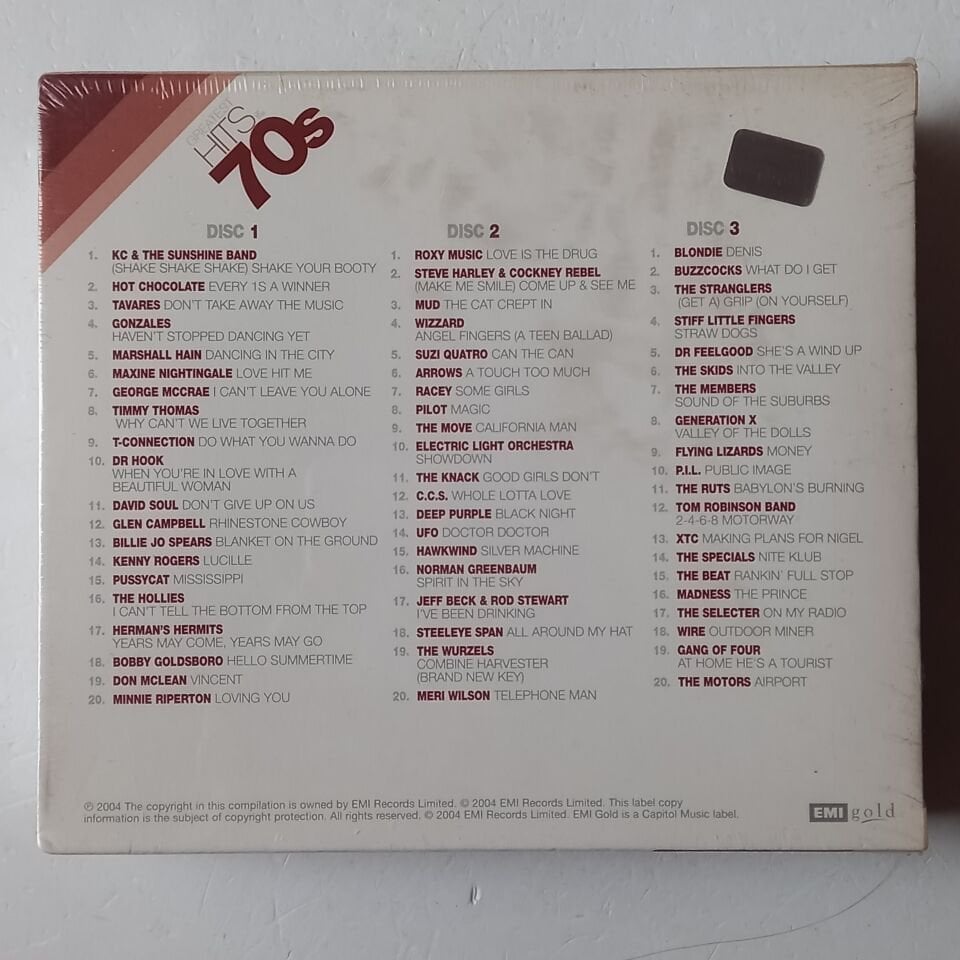 GREATEST
HITS
70s
DISC 1
1. KC & THE SUNSHINE BAND
(SHAKE SHAKE SHAKE) SHAKE YOUR BOOTY
2. HOT CHOCOLATE EVERY 1S A WINNER
3. TAVARES DON'T TAKE AWAY THE MUSIC
4. GONZALES
HAVEN'T STOPPED DANCING YET
5. MARSHALL HAIN DANCING IN THE CITY
6. MAXINE NIGHTINGALE LOVE HIT ME
7. GEORGE MCCRAE I CAN'T LEAVE YOU ALONE
8. TIMMY THOMAS
WHY CAN'T WE LIVE TOGETHER
9. T-CONNECTION DO WHAT YOU WANNA DO
10. DR HOOK
WHEN YOU'RE IN LOVE WITH A
BEAUTIFUL WOMAN
11. DAVID SOUL DON'T GIVE UP ON US
12. GLEN CAMPBELL RHINESTONE COWBOY
13. BILLIE JO SPEARS BLANKET ON THE GROUND
14. KENNY ROGERS LUCILLE
15. PUSSYCAT MISSISSIPPI
16. THE HOLLIES
I CAN'T TELL THE BOTTOM FROM THE TOP
17. HERMAN'S HERMITS
YEARS MAY COME, YEARS MAY GO
18. BOBBY GOLDSBORO HELLO SUMMERTIME
19. DON MCLEAN VINCENT
20. MINNIE RIPERTON LOVING YOU
DISC 2
1. ROXY MUSIC LOVE IS THE DRUG
2. STEVE HARLEY & COCKNEY REBEL
(MAKE ME SMILE) COME UP & SEE ME
3. MUD THE CAT CREPT IN
4. WIZZARD
ANGEL FINGERS (A TEEN BALLAD)
5. SUZI QUATRO CAN THE CAN
6. ARROWS A TOUCH TOO MUCH
7. RACEY SOME GIRLS
8. PILOT MAGIC
9. THE MOVE CALIFORNIA MAN
10. ELECTRIC LIGHT ORCHESTRA
SHOWDOWN
11. THE KNACK GOOD GIRLS DON'T
12. C.C.S. WHOLE LOTTA LOVE
13. DEEP PURPLE BLACK NIGHT
14. UFO DOCTOR DOCTOR
15. HAWKWIND SILVER MACHINE
16. NORMAN GREENBAUM
SPIRIT IN THE SKY
17. JEFF BECK & ROD STEWART
I'VE BEEN DRINKING
18. STEELEYE SPAN ALL AROUND MY HAT
19. THE WURZELS
COMBINE HARVESTER
(BRAND NEW KEY)
20. MERI WILSON TELEPHONE MAN
DISC 3
1. BLONDIE DENIS
2. BUZZCOCKS WHAT DO I GET
3. THE STRANGLERS
(GET A) GRIP (ON YOURSELF)
4. STIFF LITTLE FINGERS
STRAW DOGS
5. DR FEELGOOD SHE'S A WIND UP
6. THE SKIDS INTO THE VALLEY
7. THE MEMBERS
SOUND OF THE SUBURBS
8. GENERATION X
VALLEY OF THE DOLLS
9. FLYING LIZARDS MONEY
10. P.I.L. PUBLIC IMAGE
11. THE RUTS BABYLON'S BURNING
12. TOM ROBINSON BAND
2-4-6-8 MOTORWAY
13. XTC MAKING PLANS FOR NIGEL
14. THE SPECIALS NITE KLUB
15. THE BEAT RANKIN' FULL STOP
16. MADNESS THE PRINCE
17. THE SELECTER ON MY RADIO
18. WIRE OUTDOOR MINER
19. GANG OF FOUR
AT HOME HE'S A TOURIST
20. THE MOTORS AIRPORT
℗ 2004 The copyright in this compilation is owned by EMI Records Limited. © 2004 EMI Records Limited. This label copy
information is the subject of copyright protection. All rights reserved. © 2004 EMI Records Limited. EMI Gold is a Capitol Music label.
EMI gold